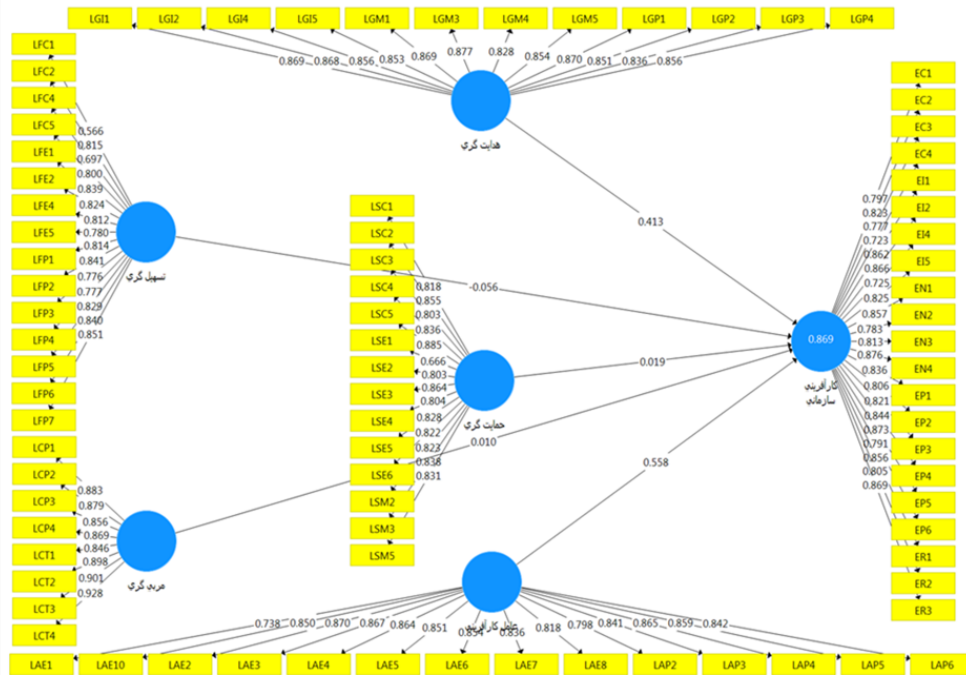 LGI1 LGI2 LGI4 LGI5 LGM1 LGM3 LGM4 LGM5 LGP1 LGP2 LGP3 LGP4
0.869 0.868 0.856 0.853 0.869 0.877 0.828 0.854 0.870 0.851 0.836 0.856
هدايت گري
LFC1
LFC2
LFC4
LFC5
LFE1
LFE2
LFE4
LFE5
LFP1
LFP2
LFP3
LFP4
LFP5
LFP6
LFP7
0.566
0.815
0.697
0.800
0.839
0.824
0.812
0.780
0.814
0.841
0.776
0.777
0.829
0.840
0.851
تسهيل گري
LCP1
LCP2
LCP3
LCP4
LCT1
LCT2
LCT3
LCT4
0.883
0.879
0.856
0.869
0.846
0.898
0.901
0.928
مربي گري
LSC1
LSC2
LSC3
LSC4
LSC5
LSE1
LSE2
LSE3
LSE4
LSE5
LSE6
LSM2
LSM3
LSM5
0.818
0.855
0.803
0.836
0.885
0.666
0.803
0.864
0.804
0.828
0.822
0.823
0.838
0.831
حمايت گري
0.413
-0.056
0.019
0.010
0.558
0.869
كارآفريني
سازماني
EC1
EC2
EC3
EC4
EI1
EI2
EI4
EI5
EN1
EN2
EN3
EN4
EP1
EP2
EP3
EP4
EP5
EP6
ER1
ER2
ER3
0.797
0.823
0.777
0.723
0.862
0.866
0.725
0.825
0.857
0.783
0.813
0.876
0.836
0.806
0.821
0.844
0.873
0.791
0.856
0.805
0.869
عامل كارآفريني
0.738 0.850 0.870 0.867 0.864 0.851 0.854 0.836 0.818 0.798 0.841 0.865 0.859 0.842
LAE1 LAE10 LAE2 LAE3 LAE4 LAE5 LAE6 LAE7 LAE8 LAP2 LAP3 LAP4 LAP5 LAP6